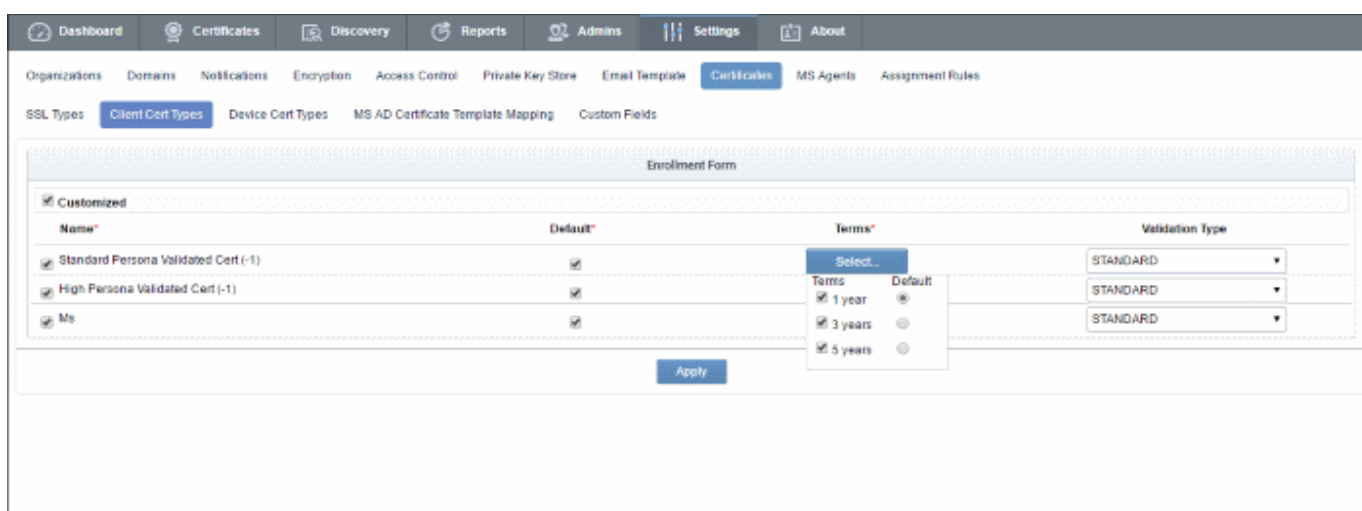 Dashboard Certificates Discovery Reports Admins Settings About
Organizations Domains Notifications Encryption Access Control Private Key Store Email Template Certificates MS Agents Assignment Rules
SSL Types Client Cert Types Device Cert Types MS AD Certificate Template Mapping Custom Fields
Enrollment Form
Customized
Name* Default* Terms* Validation Type
Standard Persona Validated Cert (-1) Select... STANDARD
Terms Default
High Persona Validated Cert (-1) 1 year STANDARD
Ms 3 years STANDARD
5 years
Apply